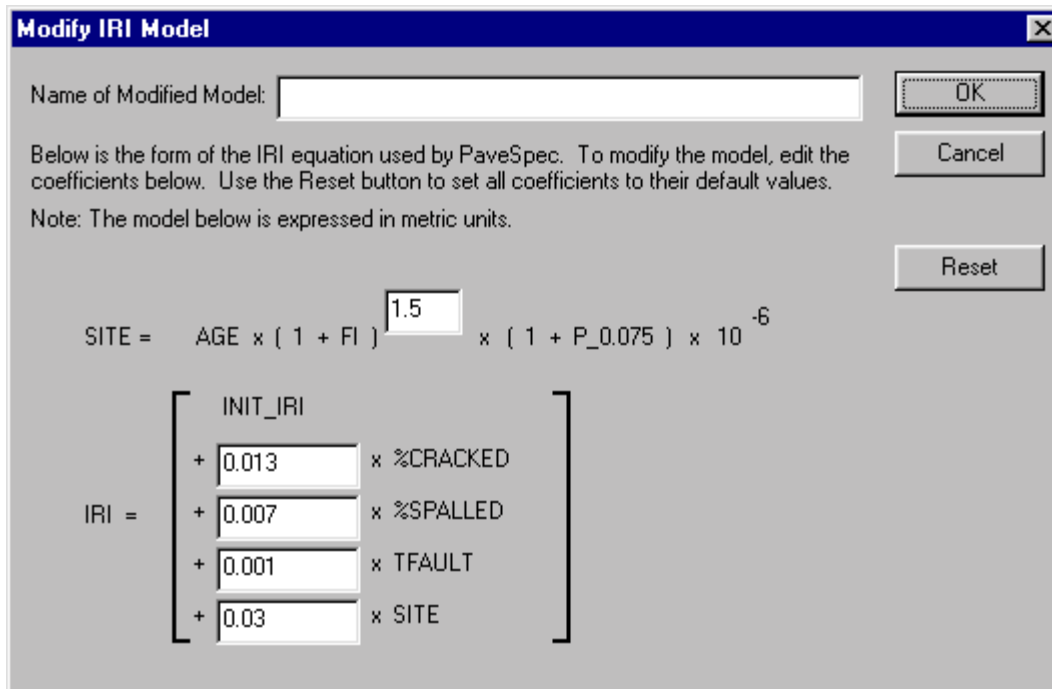 Modify IRI Model
Name of Modified Model:
OK
Below is the form of the IRI equation used by PaveSpec. To modify the model, edit the
coefficients below. Use the Reset button to set all coefficients to their default values.
Cancel
Note: The model below is expressed in metric units.
Reset
SITE = AGE x ( 1 + FI ) 1.5 x ( 1 + P_0.075 ) x 10 -6
INIT_IRI
+ 0.013 x %CRACKED
IRI = + 0.007 x %SPALLED
+ 0.001 x TFAULT
+ 0.03 x SITE